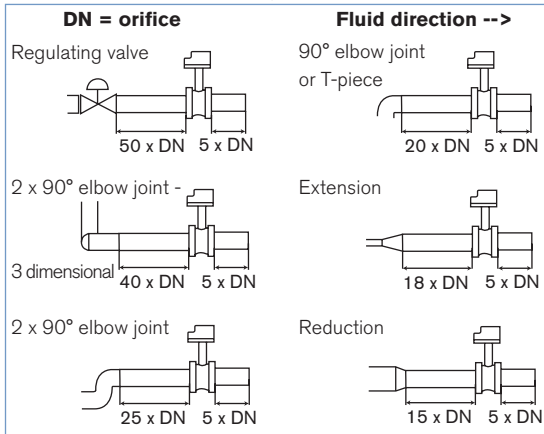 DN = orifice
Fluid direction -->
Regulating valve
50 x DN 5 x DN
90° elbow joint
or T-piece
20 x DN 5 x DN
2 x 90° elbow joint -
3 dimensional
40 x DN 5 x DN
Extension
18 x DN 5 x DN
2 x 90° elbow joint
25 x DN 5 x DN
Reduction
15 x DN 5 x DN